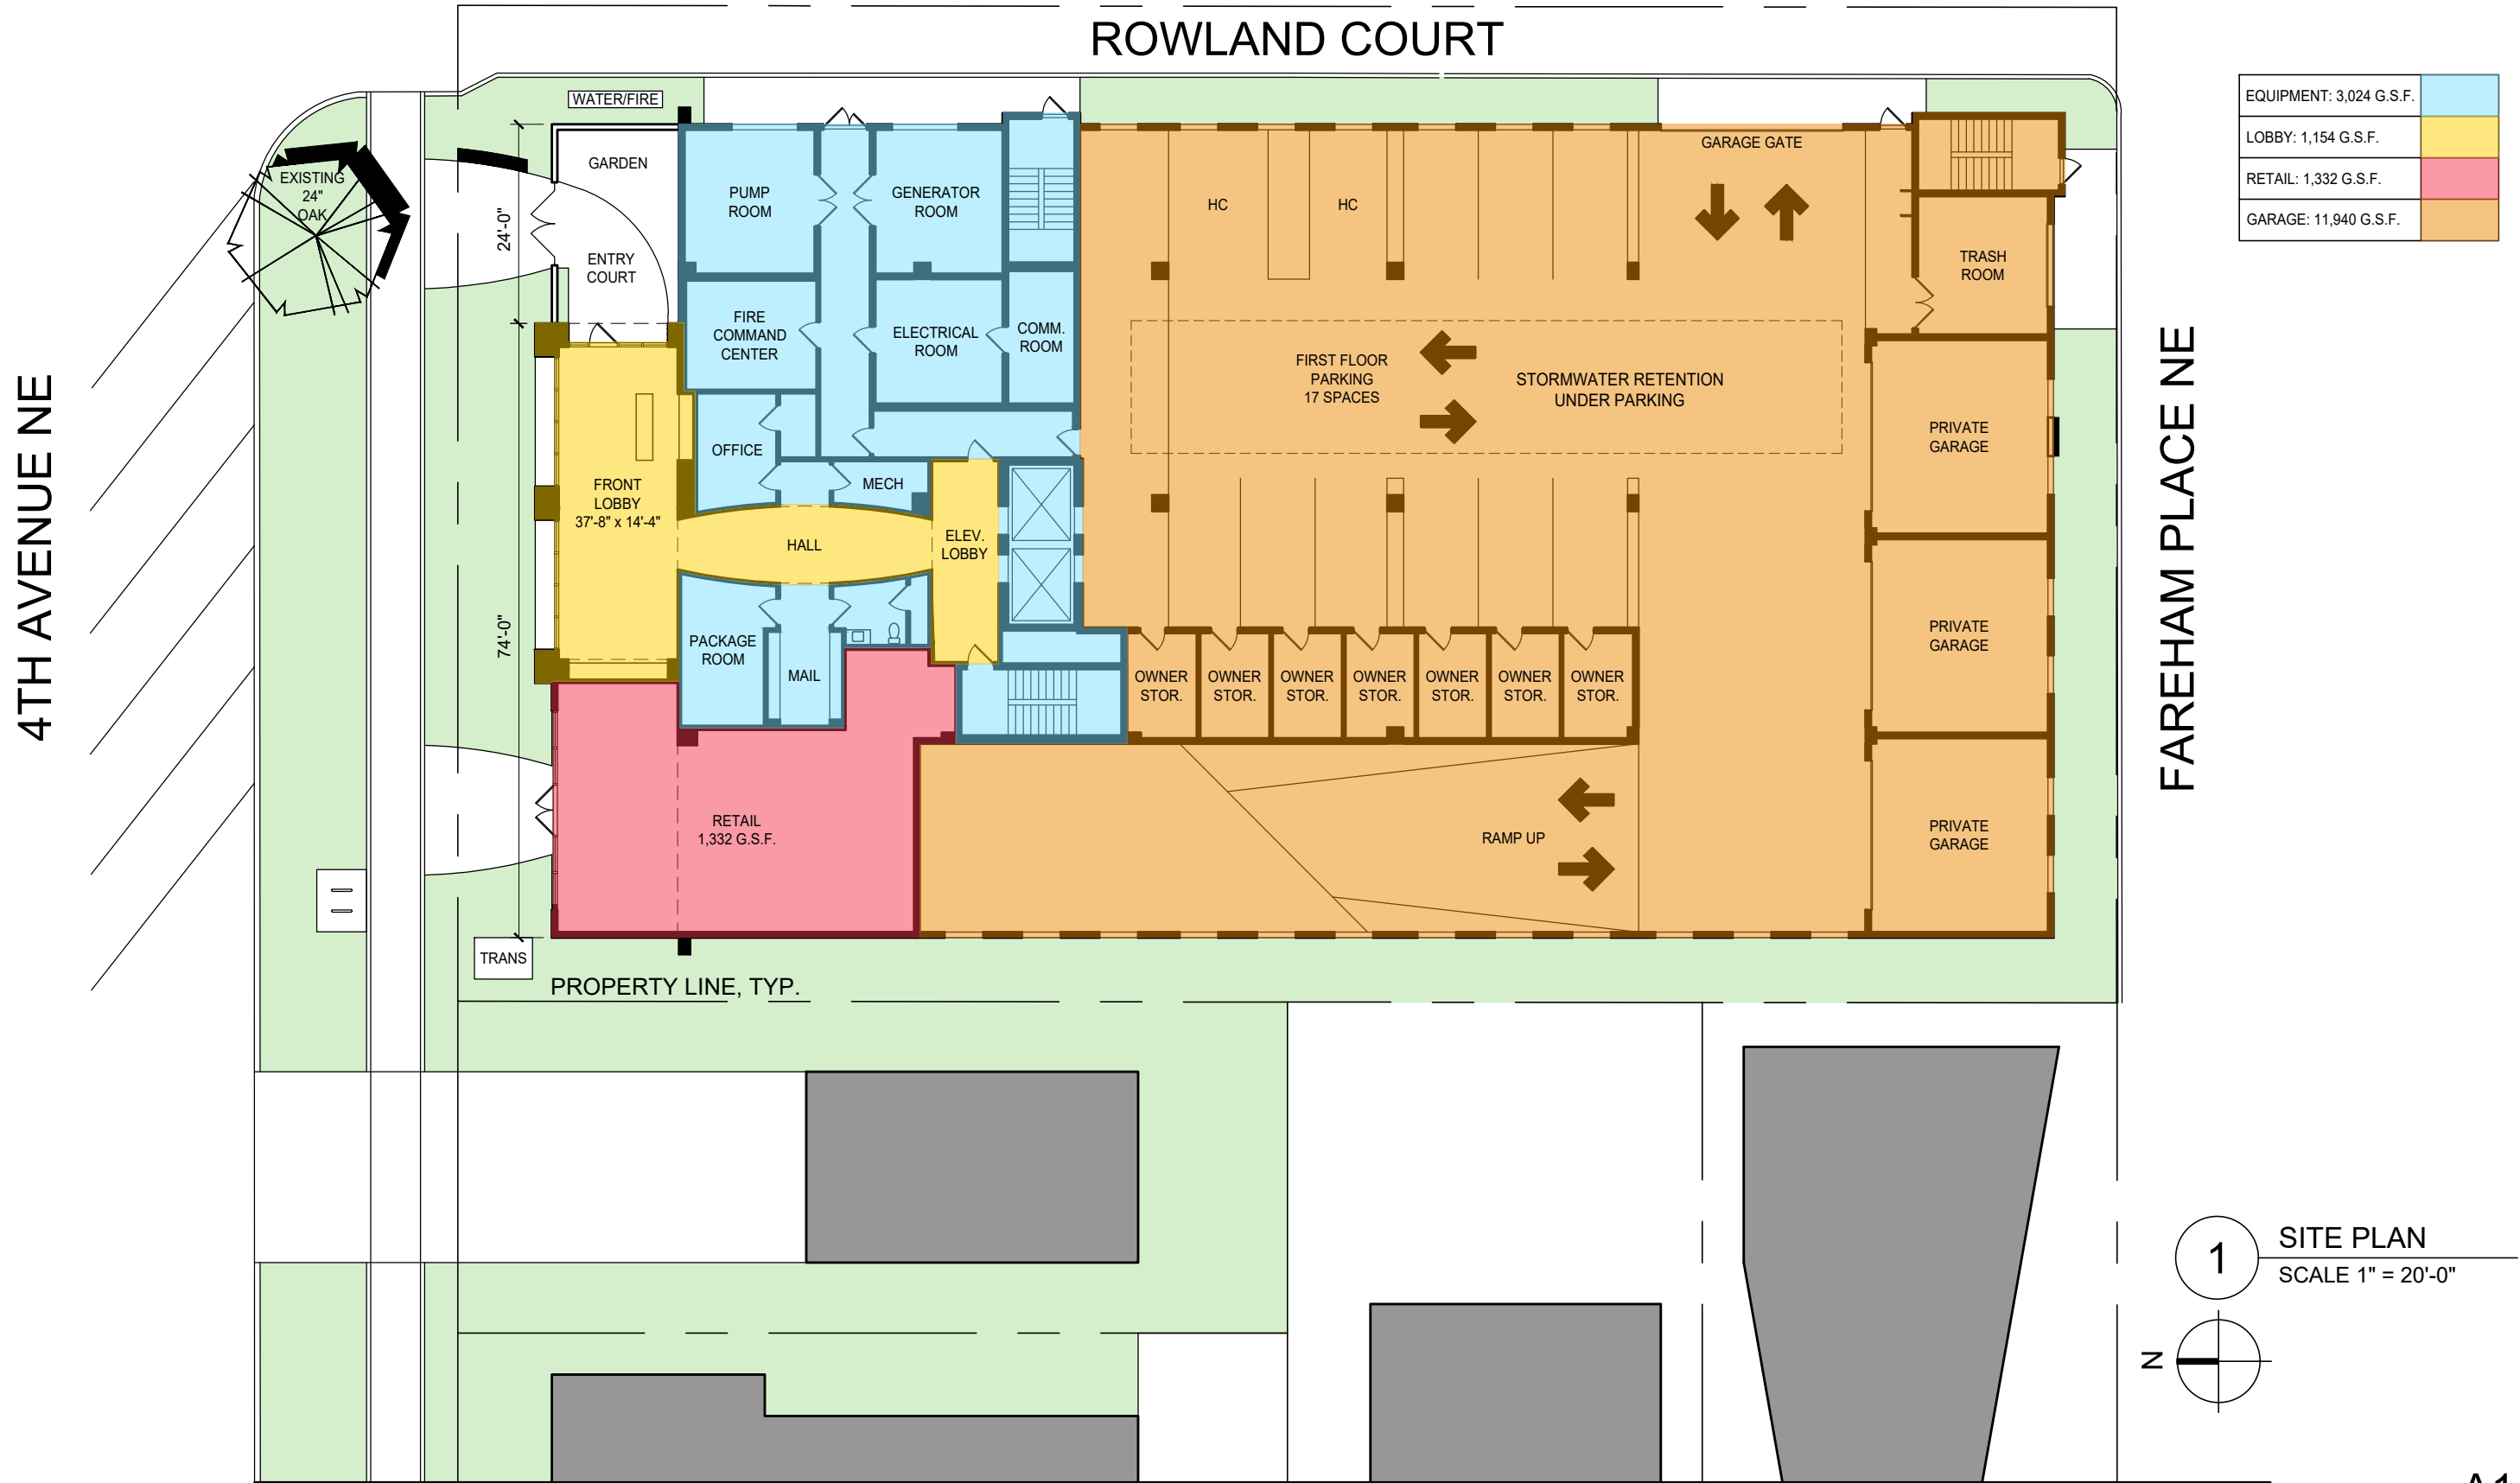 ROWLAND COURT
EQUIPMENT: 3,024 G.S.F.
LOBBY: 1,154 G.S.F.
RETAIL: 1,332 G.S.F.
GARAGE: 11,940 G.S.F.
WATER/FIRE
GARDEN
EXISTING
24"
OAK
24'-0"
ENTRY
COURT
PUMP
ROOM
GENERATOR
ROOM
HC
HC
GARAGE GATE
TRASH
ROOM
FIRE
COMMAND
CENTER
ELECTRICAL
ROOM
COMM.
ROOM
FIRST FLOOR
PARKING
17 SPACES
STORMWATER RETENTION
UNDER PARKING
4TH AVENUE NE
FAREHAM PLACE NE
PRIVATE
GARAGE
OFFICE
MECH
FRONT
LOBBY
37'-8" x 14'-4"
HALL
ELEV.
LOBBY
74'-0"
PACKAGE
ROOM
MAIL
OWNER
STOR.
OWNER
STOR.
OWNER
STOR.
OWNER
STOR.
OWNER
STOR.
OWNER
STOR.
OWNER
STOR.
PRIVATE
GARAGE
RETAIL
1,332 G.S.F.
RAMP UP
PRIVATE
GARAGE
TRANS
PROPERTY LINE, TYP.
1
SITE PLAN
SCALE 1" = 20'-0"
N